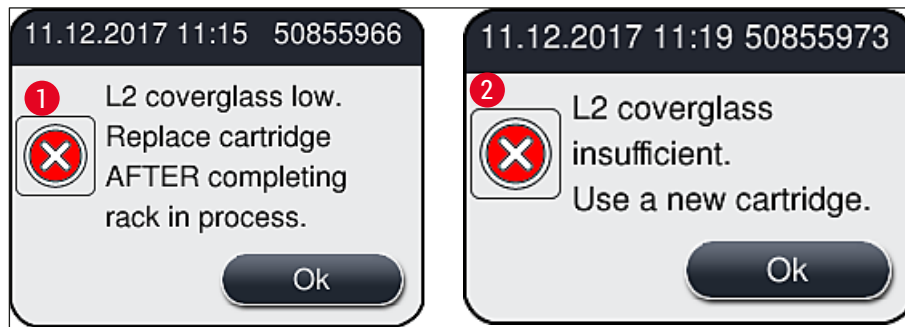 11.12.2017 11:15 50855966
1
L2 coverglass low.
Replace cartridge
AFTER completing
rack in process.
Ok
11.12.2017 11:19 50855973
2
L2 coverglass
insufficient.
Use a new cartridge.
Ok